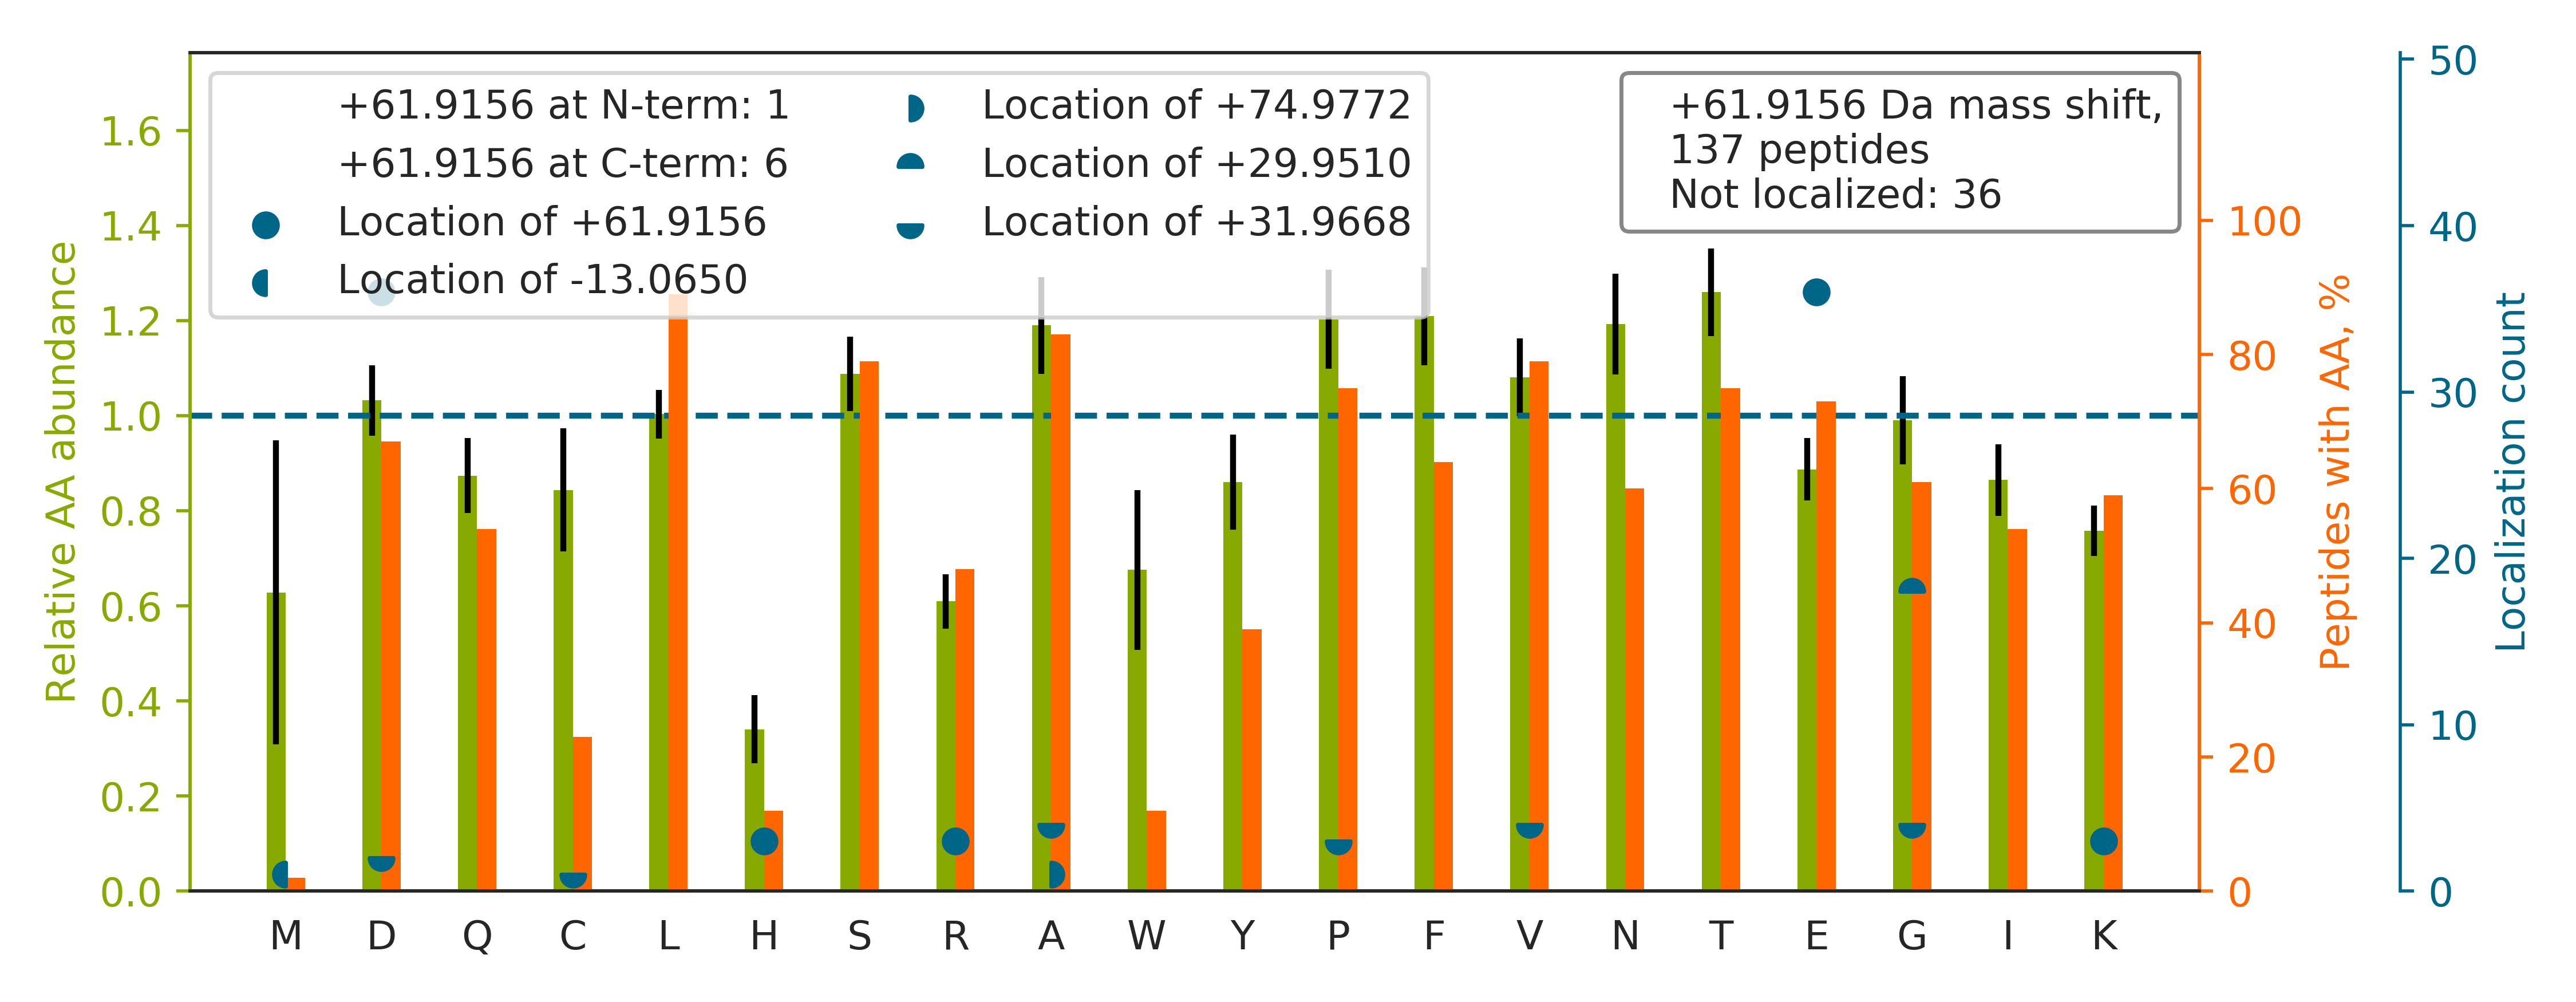 +61.9156 at N-term: 1
+61.9156 at C-term: 6
Location of +61.9156
Location of -13.0650
Location of +74.9772
Location of +29.9510
Location of +31.9668
+61.9156 Da mass shift,
137 peptides
Not localized: 36
Relative AA abundance
1.6
1.4
1.2
1.0
0.8
0.6
0.4
0.2
0.0
Peptides with AA, %
100
80
60
40
20
0
Localization count
50
40
30
20
10
0
M D Q C L H S R A W Y P F V N T E G I K